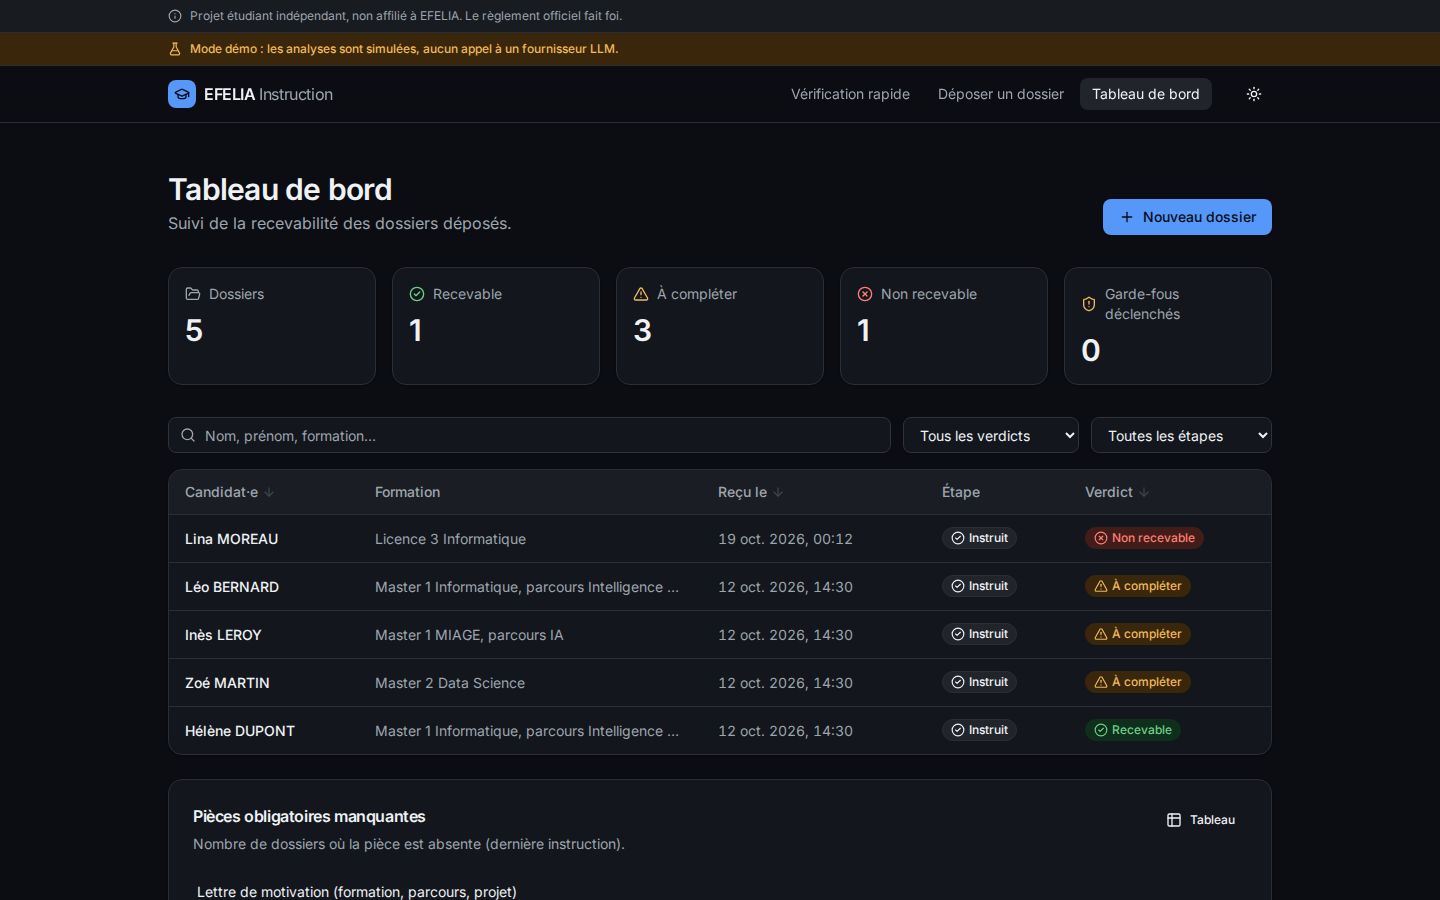 Projet étudiant indépendant, non affilié à EFELIA. Le règlement officiel fait foi.
Mode démo : les analyses sont simulées, aucun appel à un fournisseur LLM.
EFELIA Instruction
Vérification rapide
Déposer un dossier
Tableau de bord
Tableau de bord
Suivi de la recevabilité des dossiers déposés.
Nouveau dossier
Dossiers
5
Recevable
1
À compléter
3
Non recevable
1
Garde-fous
déclenchés
0
Nom, prénom, formation...
Tous les verdicts
Toutes les étapes
Candidat·e Formation Reçu le Étape Verdict
Lina MOREAU Licence 3 Informatique 19 oct. 2026, 00:12 Instruit Non recevable
Léo BERNARD Master 1 Informatique, parcours Intelligence ... 12 oct. 2026, 14:30 Instruit À compléter
Inès LEROY Master 1 MIAGE, parcours IA 12 oct. 2026, 14:30 Instruit À compléter
Zoé MARTIN Master 2 Data Science 12 oct. 2026, 14:30 Instruit À compléter
Hélène DUPONT Master 1 Informatique, parcours Intelligence ... 12 oct. 2026, 14:30 Instruit Recevable
Pièces obligatoires manquantes
Tableau
Nombre de dossiers où la pièce est absente (dernière instruction).
Lettre de motivation (formation, parcours, projet)